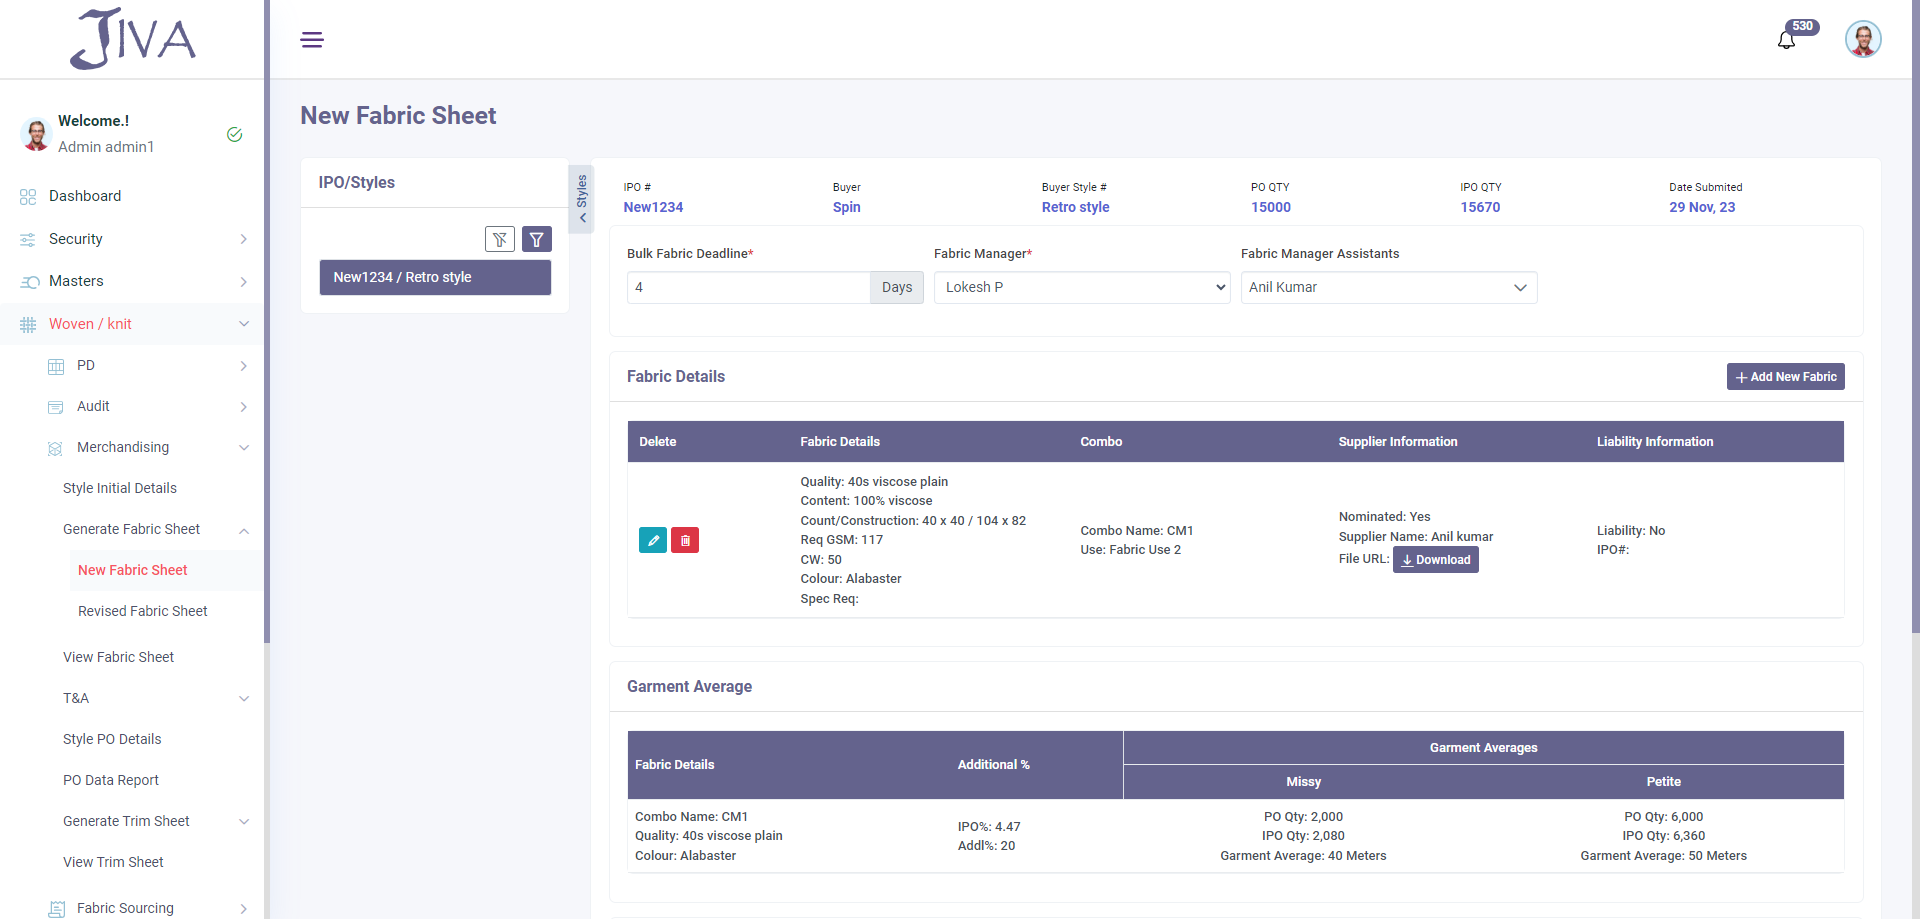 JIVA
530
Welcome.!
Admin admin1
Dashboard
Security
Masters
Woven / knit
PD
Audit
Merchandising
Style Initial Details
Generate Fabric Sheet
New Fabric Sheet
Revised Fabric Sheet
View Fabric Sheet
T&A
Style PO Details
PO Data Report
Generate Trim Sheet
View Trim Sheet
Fabric Sourcing
New Fabric Sheet
IPO/Styles
New1234 / Retro style
Styles
IPO # Buyer Buyer Style # PO QTY IPO QTY Date Submited
New1234 Spin Retro style 15000 15670 29 Nov, 23
Bulk Fabric Deadline* Fabric Manager* Fabric Manager Assistants
4 Days Lokesh P Anil Kumar
Fabric Details
Add New Fabric
Delete Fabric Details Combo Supplier Information Liability Information
Quality: 40s viscose plain
Content: 100% viscose
Count/Construction: 40 x 40 / 104 x 82
Req GSM: 117
CW: 50
Colour: Alabaster
Spec Req:
Combo Name: CM1
Use: Fabric Use 2
Nominated: Yes
Supplier Name: Anil kumar
File URL: Download
Liability: No
IPO#:
Garment Average
Fabric Details Additional % Garment Averages
Missy Petite
Combo Name: CM1
Quality: 40s viscose plain
Colour: Alabaster
IPO%: 4.47
Addl%: 20
PO Qty: 2,000
IPO Qty: 2,080
Garment Average: 40 Meters
PO Qty: 6,000
IPO Qty: 6,360
Garment Average: 50 Meters